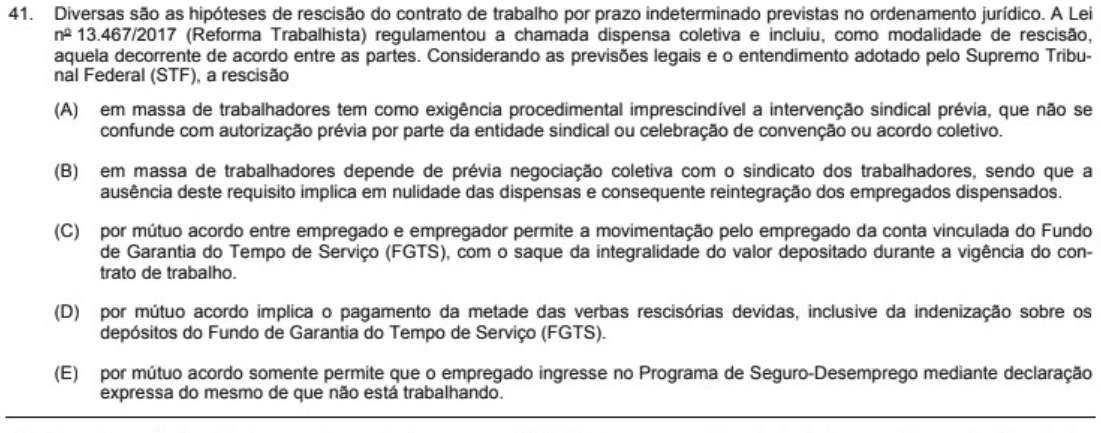 41. Diversas são as hipóteses de rescisão do contrato de trabalho por prazo indeterminado previstas no ordenamento jurídico. A Lei
nº 13.467/2017 (Reforma Trabalhista) regulamentou a chamada dispensa coletiva e incluiu, como modalidade de rescisão,
aquela decorrente de acordo entre as partes. Considerando as previsões legais e o entendimento adotado pelo Supremo Tribu-
nal Federal (STF), a rescisão
(A) em massa de trabalhadores tem como exigência procedimental imprescindível a intervenção sindical prévia, que não se
confunde com autorização prévia por parte da entidade sindical ou celebração de convenção ou acordo coletivo.
(B) em massa de trabalhadores depende de prévia negociação coletiva com o sindicato dos trabalhadores, sendo que a
ausência deste requisito implica em nulidade das dispensas e consequente reintegração dos empregados dispensados.
(C) por mútuo acordo entre empregado e empregador permite a movimentação pelo empregado da conta vinculada do Fundo
de Garantia do Tempo de Serviço (FGTS), com o saque da integralidade do valor depositado durante a vigência do con-
trato de trabalho.
(D) por mútuo acordo implica o pagamento da metade das verbas rescisórias devidas, inclusive da indenização sobre os
depósitos do Fundo de Garantia do Tempo de Serviço (FGTS).
(E) por mútuo acordo somente permite que o empregado ingresse no Programa de Seguro-Desemprego mediante declaração
expressa do mesmo de que não está trabalhando.